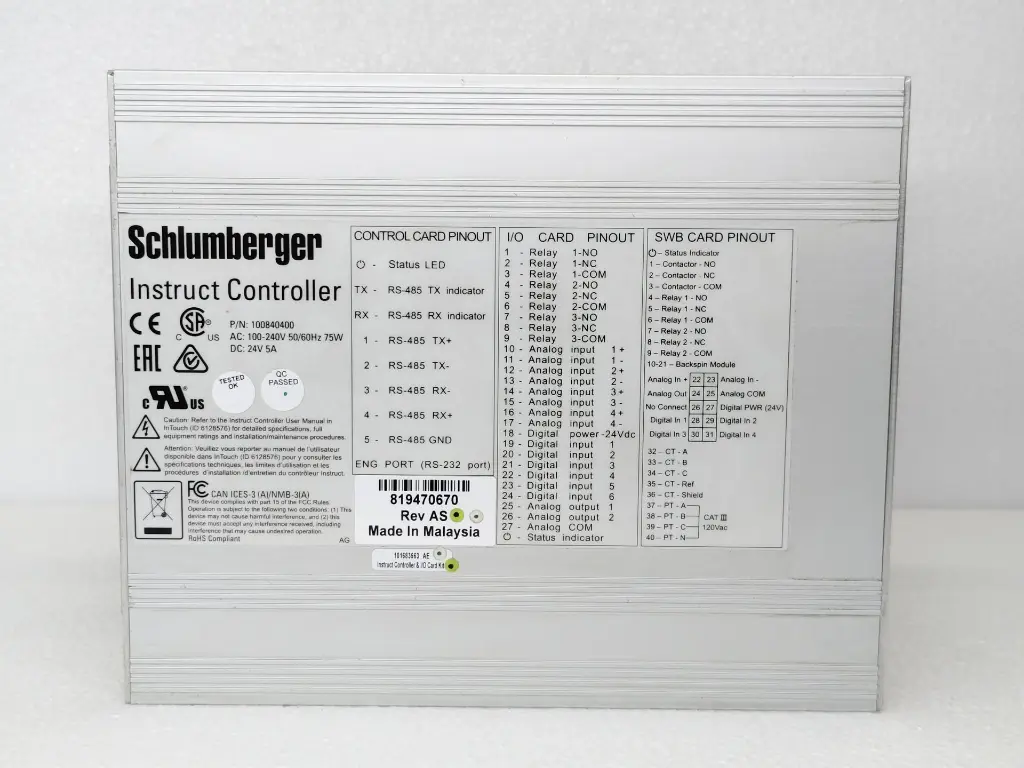 Schlumberger
Instruct Controller
CE
C SA® US
P/N: 100840400
AC: 100-240V 50/60Hz 75W
DC: 24V 5A
EAC
c RU® US
TESTED
OK
QC
PASSED
Caution: Refer to the Instruct Controller User Manual in
InTouch (ID 6128576) for detailed specifications, full
equipment ratings and installation/maintenance procedures.
Attention: Veuillez vous reporter au manuel de l'utilisateur
disponible dans InTouch (ID 6128576) pour y consulter les
spécifications techniques, les limites d'utilisation et les
procédures d'installation d'entretien du contrôleur Instruct.
FCC CAN ICES-3 (A)/NMB-3(A)
This device complies with part 15 of the FCC Rules.
Operation is subject to the following two conditions: (1) This
device may not cause harmful interference, and (2) this
device must accept any interference received, including
interference that may cause undesired operation.
RoHS Compliant
AG
CONTROL CARD PINOUT
- Status LED
TX - RS-485 TX indicator
RX - RS-485 RX indicator
1 - RS-485 TX+
2 - RS-485 TX-
3 - RS-485 RX-
4 - RS-485 RX+
5 - RS-485 GND
ENG PORT (RS-232 port)
819470670
Rev AS
Made In Malaysia
101683663 AE
Instruct Controller & I/O Card Kit
I/O CARD PINOUT
1 - Relay 1-NO
2 - Relay 1-NC
3 - Relay 1-COM
4 - Relay 2-NO
5 - Relay 2-NC
6 - Relay 2-COM
7 - Relay 3-NO
8 - Relay 3-NC
9 - Relay 3-COM
10 - Analog input 1+
11 - Analog input 1-
12 - Analog input 2+
13 - Analog input 2-
14 - Analog input 3+
15 - Analog input 3-
16 - Analog input 4+
17 - Analog input 4-
18 - Digital power-24Vdc
19 - Digital input 1
20 - Digital input 2
21 - Digital input 3
22 - Digital input 4
23 - Digital input 5
24 - Digital input 6
25 - Analog output 1
26 - Analog output 2
27 - Analog COM
- Status indicator
SWB CARD PINOUT
– Status Indicator
1 – Contactor - NO
2 – Contactor - NC
3 – Contactor - COM
4 – Relay 1 - NO
5 – Relay 1 - NC
6 – Relay 1 - COM
7 – Relay 2 - NO
8 – Relay 2 - NC
9 – Relay 2 - COM
10-21 – Backspin Module
Analog In + 22 23 Analog In -
Analog Out 24 25 Analog COM
No Connect 26 27 Digital PWR (24V)
Digital In 1 28 29 Digital In 2
Digital In 3 30 31 Digital In 4
32 – CT - A
33 – CT - B
34 – CT - C
35 – CT - Ref
36 – CT - Shield
37 – PT - A
38 – PT - B
39 – PT - C
40 – PT - N
CAT III
120Vac